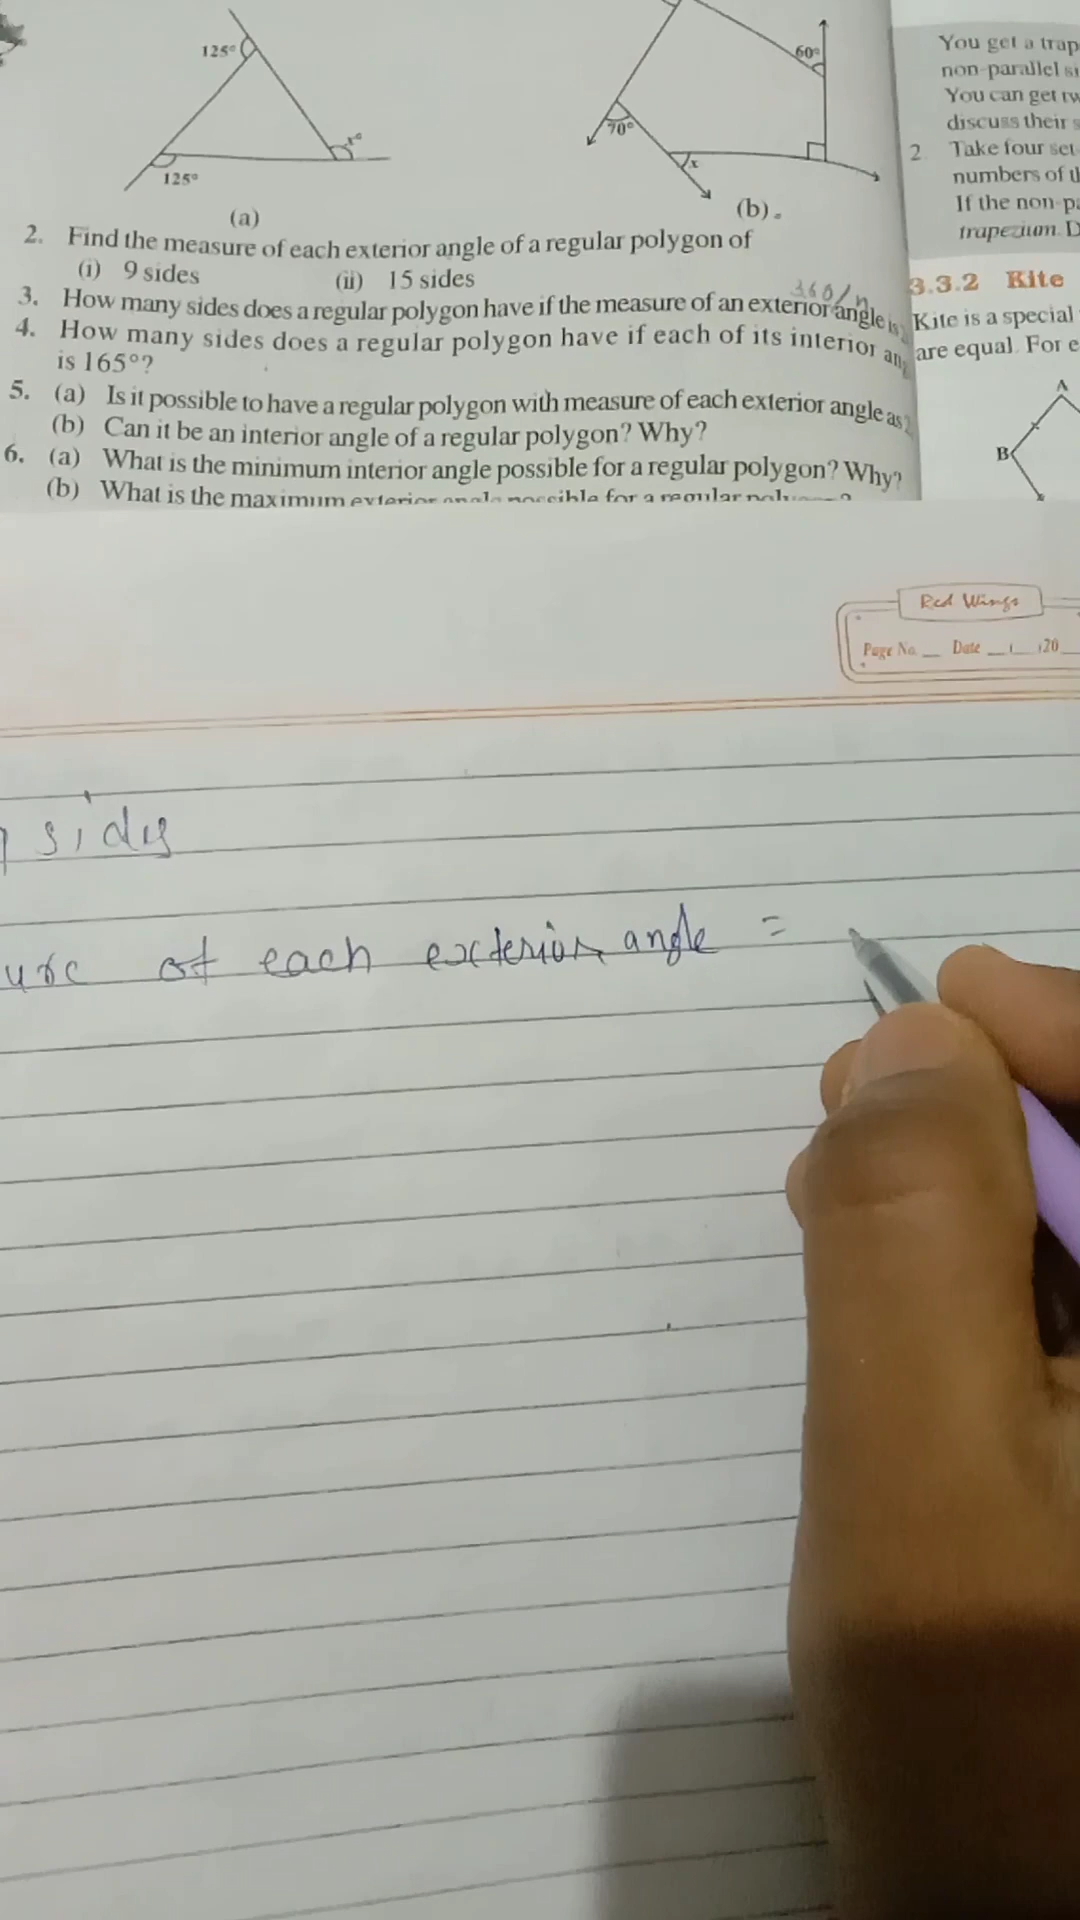 125°
x°
125°
(a)
60°
70°
x
(b)
2. Find the measure of each exterior angle of a regular polygon of
(i) 9 sides (ii) 15 sides
360/n
3. How many sides does a regular polygon have if the measure of an exterior angle is
4. How many sides does a regular polygon have if each of its interior
is 165°?
5. (a) Is it possible to have a regular polygon with measure of each exterior angle as
(b) Can it be an interior angle of a regular polygon? Why?
6. (a) What is the minimum interior angle possible for a regular polygon? Why?
(b) What is the maximum exterior angle possible for a regular
You get a
non-parallel
You can get
discuss their
2. Take four
numbers of
If the
trapezium.
3.3.2 Kite
Kite is a special
are equal. For
A
B
Red Wings
Page No. Date 20
sides
of each exterior angle =